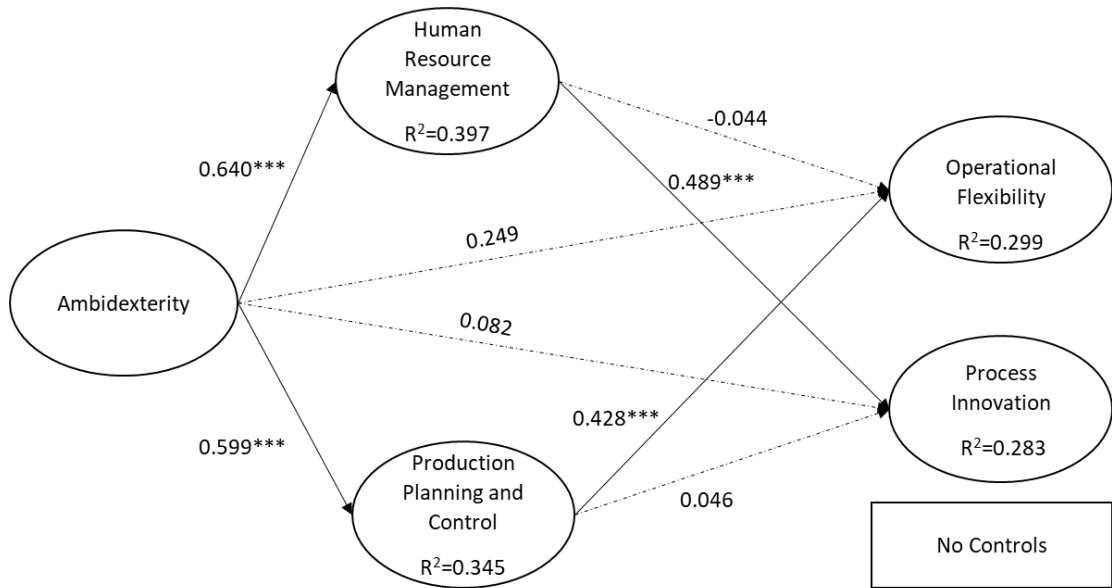 Human
Resource
Management
R²=0.397
-0.044
0.640***
0.489***
Operational
Flexibility
R²=0.299
0.249
Ambidexterity
0.082
Process
Innovation
R²=0.283
0.428***
0.599***
Production
Planning and
Control
R²=0.345
0.046
No Controls